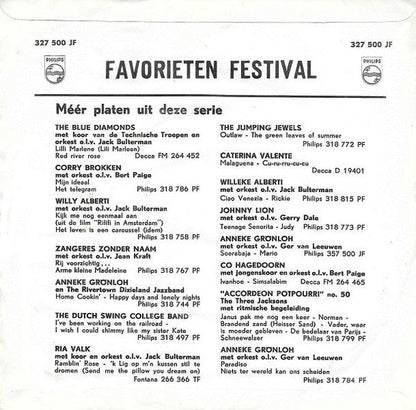 327 500 JF
327 500 JF
PHILIPS
PHILIPS
FAVORIETEN FESTIVAL
Méér platen uit deze serie
THE BLUE DIAMONDS
met koor van de Technische Troepen en
orkest o.l.v. Jack Bulterman
Lilli Marlene (Lili Marleen)
Red river rose Decca FM 264 452
CORRY BROKKEN
met orkest o.l.v. Bert Paige
Mijn ideaal
Het telegram Philips 318 786 PF
WILLY ALBERTI
met koor en orkest o.l.v. Jack Bulterman
Kijk me nog eenmaal aan
(uit de film "Rififi in Amsterdam")
Het leven is een caroussel (idem)
Philips 318 758 PF
ZANGERES ZONDER NAAM
met orkest o.l.v. Jean Kraft
Rij voorzichtig ...
Arme kleine Madeleine Philips 318 767 PF
ANNEKE GRÖNLOH
en The Rivertown Dixieland Jazzband
Home Cookin' - Happy days and lonely nights
Philips 318 744 PF
THE DUTCH SWING COLLEGE BAND
I've been working on the railroad -
I wish I could shimmy like my sister Kate
Philips 318 497 PF
RIA VALK
met koor en orkest o.l.v. Jack Bulterman
Ramblin' Rose - 'k Lig op m'n kussen stil te
dromen (Send me the pillow you dream on)
Fontana 266 366 TF
THE JUMPING JEWELS
Outlaw - The green leaves of summer
Philips 318 772 PF
CATERINA VALENTE
Malaguena - Cu-ru-rru-cu-cu
Decca D 19401
WILLEKE ALBERTI
met orkest o.l.v. Jack Bulterman
Ciao Venezia - Rickie Philips 318 815 PF
JOHNNY LION
met orkest o.l.v. Gerry Dale
Teenage Senorita - Judy Philips 318 773 PF
ANNEKE GRÖNLOH
met orkest o.l.v. Ger van Leeuwen
Soerabaja - Mario Philips 357 500 JF
CO HAGEDOORN
met jongenskoor en orkest o.l.v. Bert Paige
Ivanhoe - Simsalabim Decca FM 264 465
"ACCORDEON POTPOURRI" no. 50
The Three Jacksons
met ritmische begeleiding
Janus pak me nog een keer - Norman -
Brandend zand (Heisser Sand) - Vader, waar
is moeder gebleven - De bedelaar van Parijs -
Schneewalzer Philips 318 799 PF
ANNEKE GRÖNLOH
met orkest o.l.v. Ger van Leeuwen
Paradiso
Niets ter wereld kan ons scheiden
Philips 318 784 PF